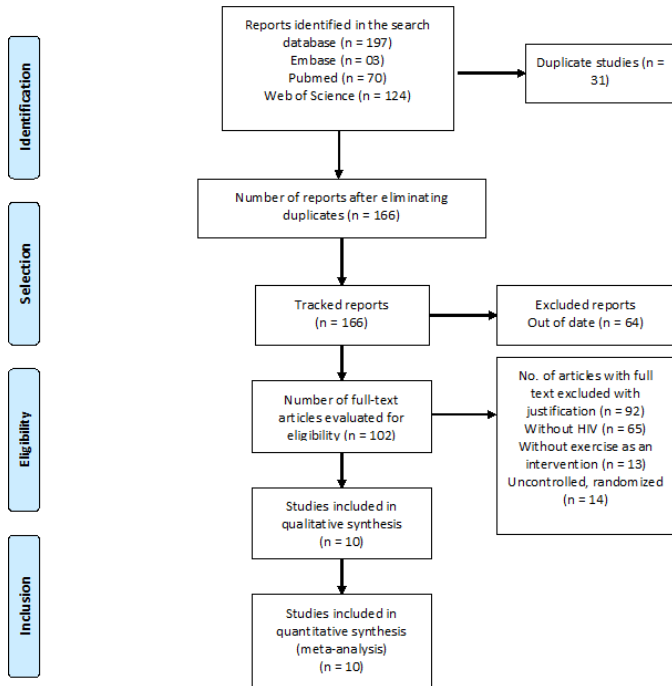 Identification
Reports identified in the search
database (n = 197)
Embase (n = 03)
Pubmed (n = 70)
Web of Science (n = 124)
Duplicate studies (n =
31)
Number of reports after eliminating
duplicates (n = 166)
Selection
Tracked reports
(n = 166)
Excluded reports
Out of date (n = 64)
Eligibility
Number of full-text
articles evaluated for
eligibility (n = 102)
No. of articles with full
text excluded with
justification (n = 92)
Without HIV (n = 65)
Without exercise as an
intervention (n = 13)
Uncontrolled, randomized
(n = 14)
Studies included in
qualitative synthesis
(n = 10)
Inclusion
Studies included in
quantitative synthesis
(meta-analysis)
(n = 10)